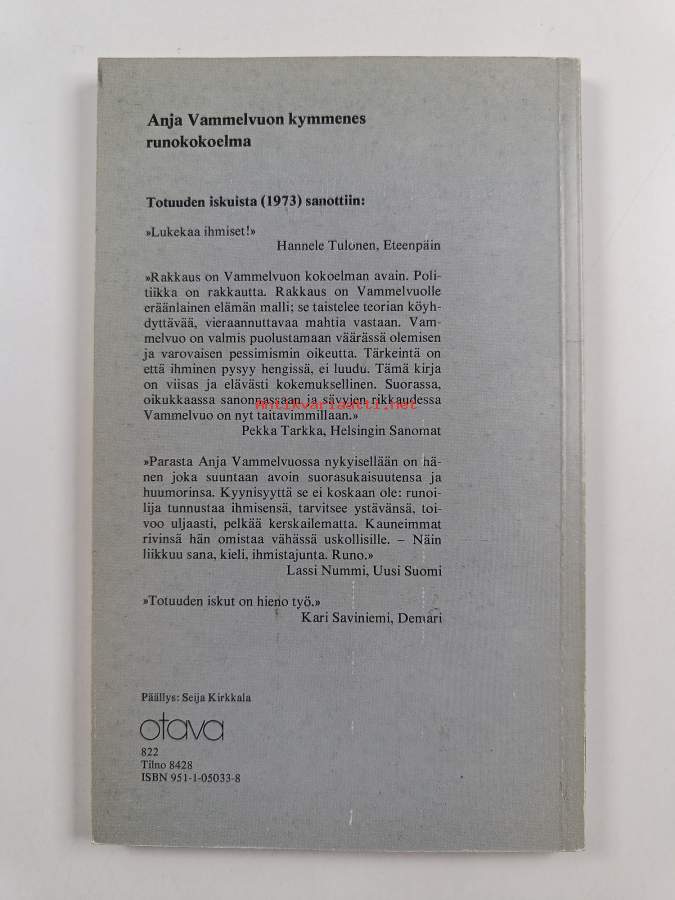 Anja Vammelvuon kymmenes
runokokoelma
Totuuden iskuista (1973) sanottiin:
»Lukekaa ihmiset!»
Hannele Tulonen, Eteenpäin
»Rakkaus on Vammelvuon kokoelman avain. Poli-
tiikka on rakkautta. Rakkaus on Vammelvuolle
eräänlainen elämän malli; se taistelee teorian köyh-
dyttävää, vieraannuttavaa mahtia vastaan. Vam-
melvuo on valmis puolustamaan väärässä olemisen
ja varovaisen pessimismin oikeutta. Tärkeintä on
että ihminen pysyy hengissä, ei luudu. Tämä kirja
on viisas ja elävästi kokemuksellinen. Suorassa,
oikukkaassa sanonnassaan ja sävyjen rikkaudessa
Antikvariaatti.net
Vammelvuo on nyt taitavimmillaan.»
Pekka Tarkka, Helsingin Sanomat
»Parasta Anja Vammelvuossa nykyisellään on hä-
nen joka suuntaan avoin suorasukaisuutensa ja
huumorinsa. Kyynisyyttä se ei koskaan ole: runoi-
lija tunnustaa ihmisensä, tarvitsee ystävänsä, toi-
voo uljaasti, pelkää kerskailematta. Kauneimmat
rivinsä hän omistaa vähässä uskollisille. – Näin
liikkuu sana, kieli, ihmistajunta. Runo.»
Lassi Nummi, Uusi Suomi
»Totuuden iskut on hieno työ.»
Kari Saviniemi, Demari
Päällys: Seija Kirkkala
otava
822
Tilno 8428
ISBN 951-1-05033-8